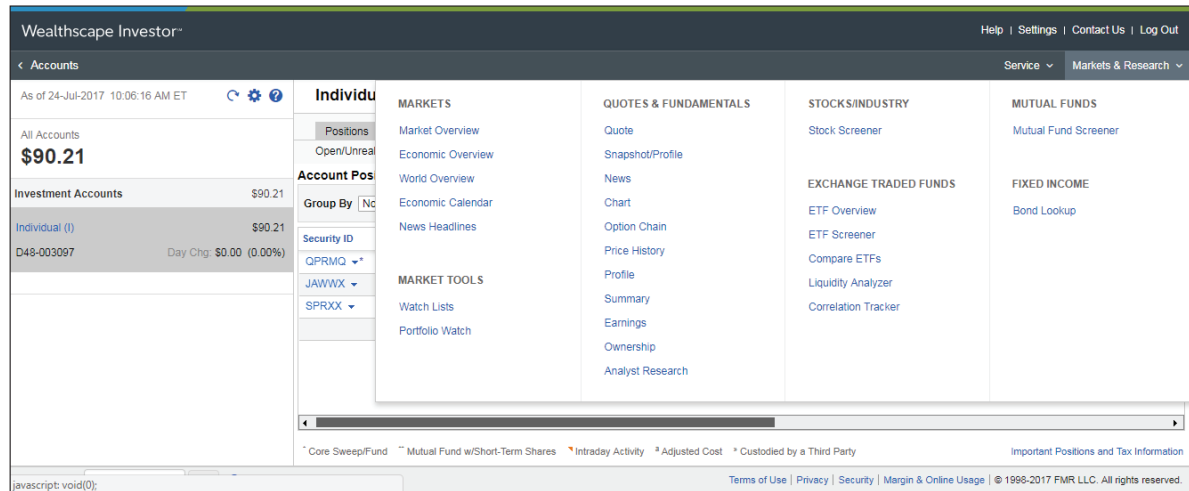 Wealthscape Investor℠
Help | Settings | Contact Us | Log Out
< Accounts
Service
Markets & Research
As of 24-Jul-2017 10:06:16 AM ET
All Accounts
$90.21
Investment Accounts $90.21
Individual (I) $90.21
D48-003097 Day Chg: $0.00 (0.00%)
Individu
Positions
Open/Unreal
Account Posi
Group By No
Security ID
QPRMQ *
JAWWX
SPRXX
MARKETS
Market Overview
Economic Overview
World Overview
Economic Calendar
News Headlines
MARKET TOOLS
Watch Lists
Portfolio Watch
QUOTES & FUNDAMENTALS
Quote
Snapshot/Profile
News
Chart
Option Chain
Price History
Profile
Summary
Earnings
Ownership
Analyst Research
STOCKS/INDUSTRY
Stock Screener
EXCHANGE TRADED FUNDS
ETF Overview
ETF Screener
Compare ETFs
Liquidity Analyzer
Correlation Tracker
MUTUAL FUNDS
Mutual Fund Screener
FIXED INCOME
Bond Lookup
* Core Sweep/Fund ** Mutual Fund w/Short-Term Shares Intraday Activity a Adjusted Cost * Custodied by a Third Party
Important Positions and Tax Information
javascript: void(0);
Terms of Use | Privacy | Security | Margin & Online Usage | © 1998-2017 FMR LLC. All rights reserved.